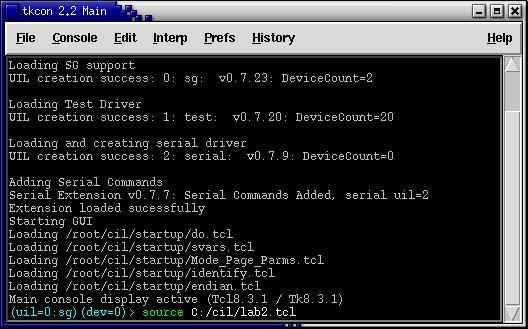 tkcon 2.2 Main
File Console Edit Interp Prefs History Help
Loading SG support
UIL creation success: 0: sg: v0.7.23: DeviceCount=2
Loading Test Driver
UIL creation success: 1: test: v0.7.20: DeviceCount=20
Loading and creating serial driver
UIL creation success: 2: serial: v0.7.9: DeviceCount=0
Adding Serial Commands
Serial Extension v0.7.7: Serial Commands Added, serial uil=2
Extension loaded sucessfully
Starting GUI
Loading /root/cil/startup/do.tcl
Loading /root/cil/startup/svars.tcl
Loading /root/cil/startup/Mode_Page_Parms.tcl
Loading /root/cil/startup/identify.tcl
Loading /root/cil/startup/endian.tcl
Main console display active (Tcl8.3.1 / Tk8.3.1)
(uil=0:sg)(dev=0)> source C:/cil/lab2.tcl